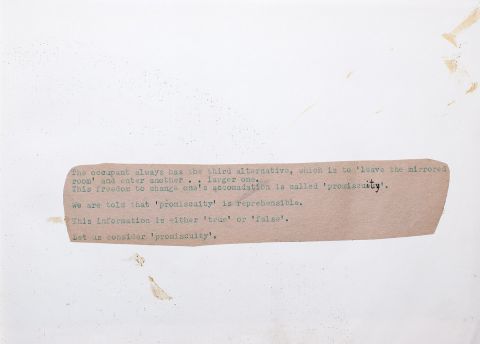 The occupant always has the third alternative, which is to 'leave the mirrored
room' and enter another . . larger one.
This freedom to change one's accomodation is called 'promiscuity'.
We are told that 'promiscuity' is reprehensible.
This information is either 'true' or 'false'.
Let us consider 'promiscuity'.